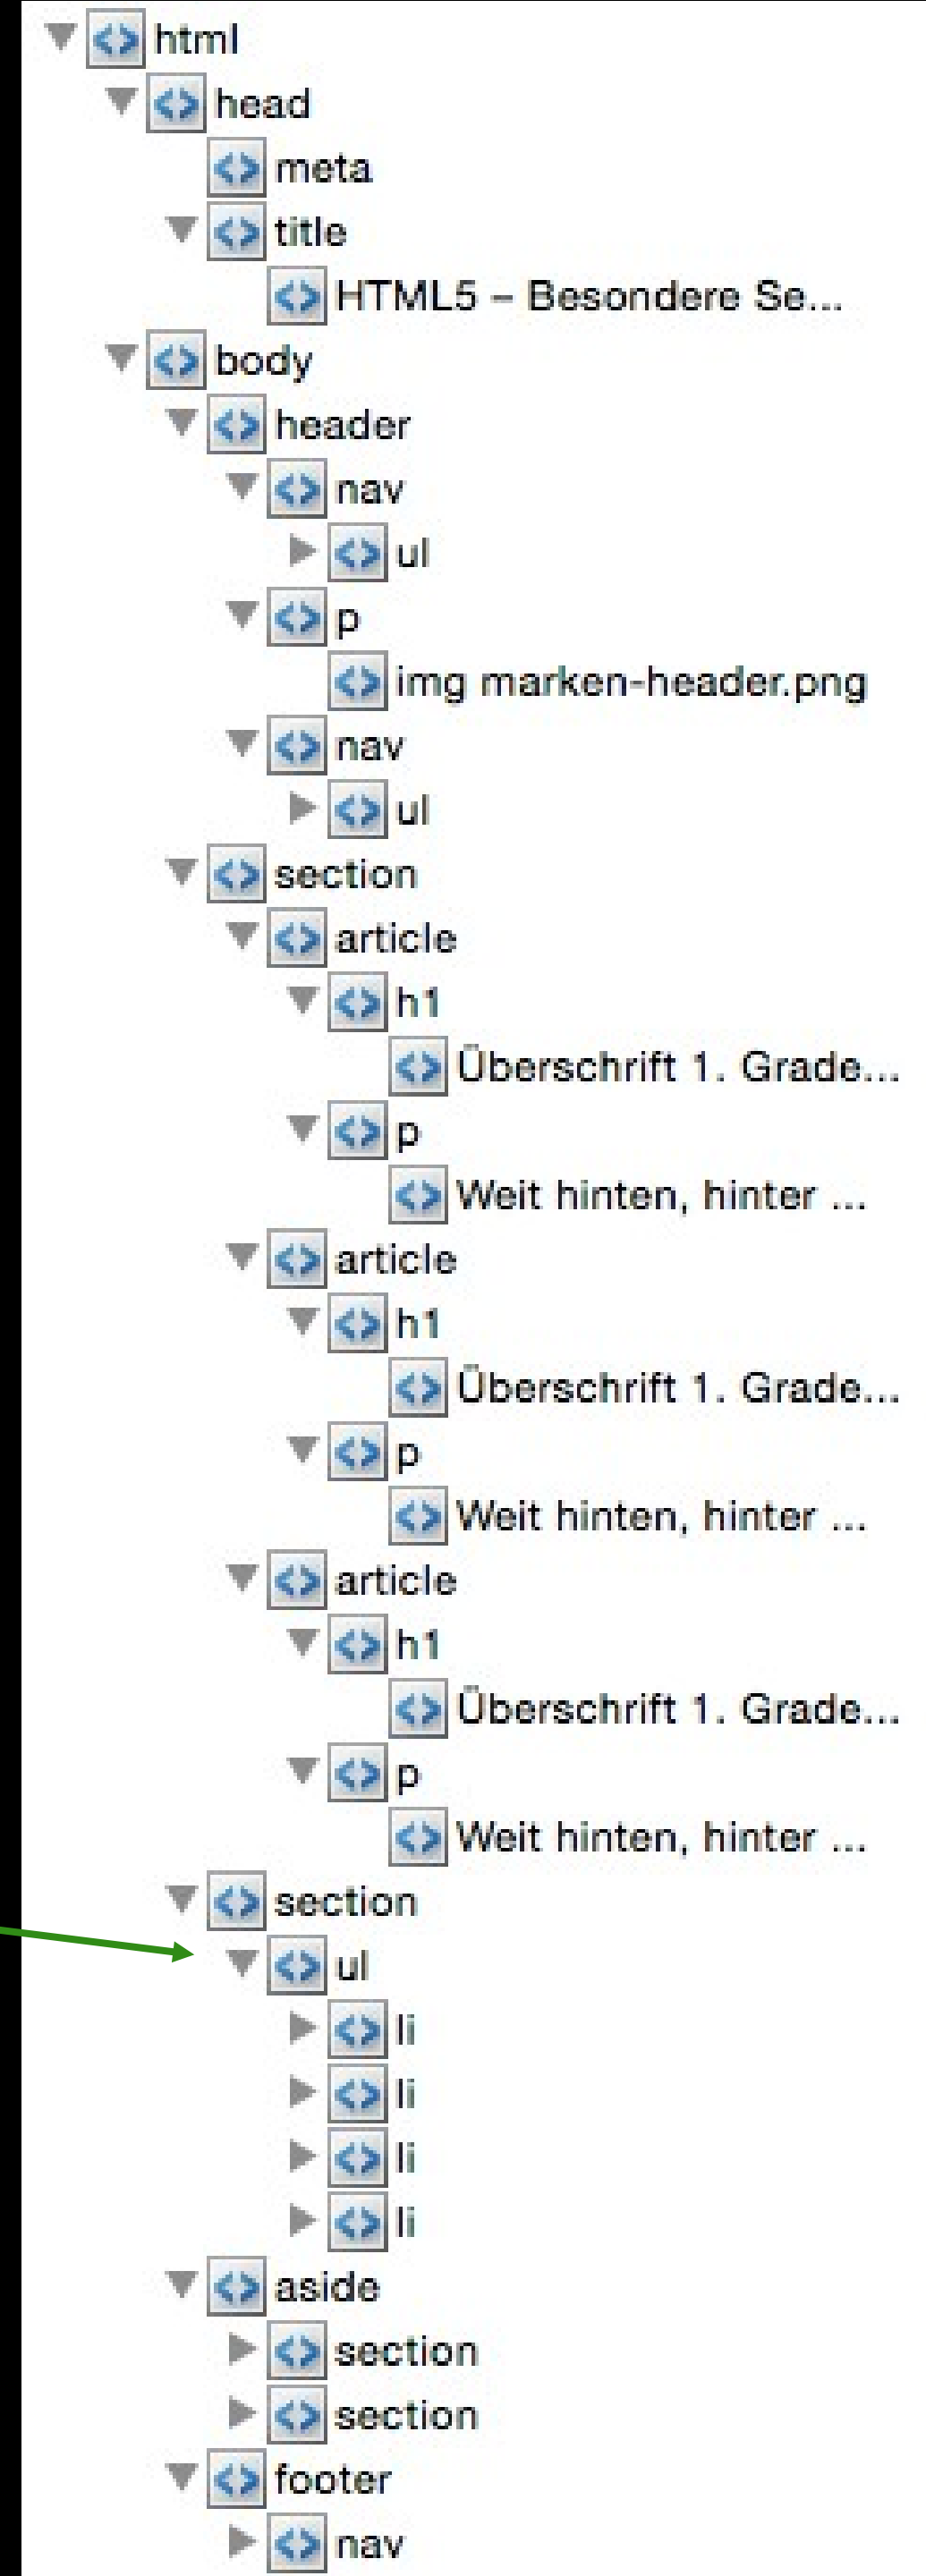 html
head
meta
title
HTML5 – Besondere Se...
body
header
nav
ul
p
img marken-header.png
nav
ul
section
article
h1
Überschrift 1. Grade...
p
Weit hinten, hinter ...
article
h1
Überschrift 1. Grade...
p
Weit hinten, hinter ...
article
h1
Überschrift 1. Grade...
p
Weit hinten, hinter ...
section
ul
li
li
li
li
aside
section
section
footer
nav